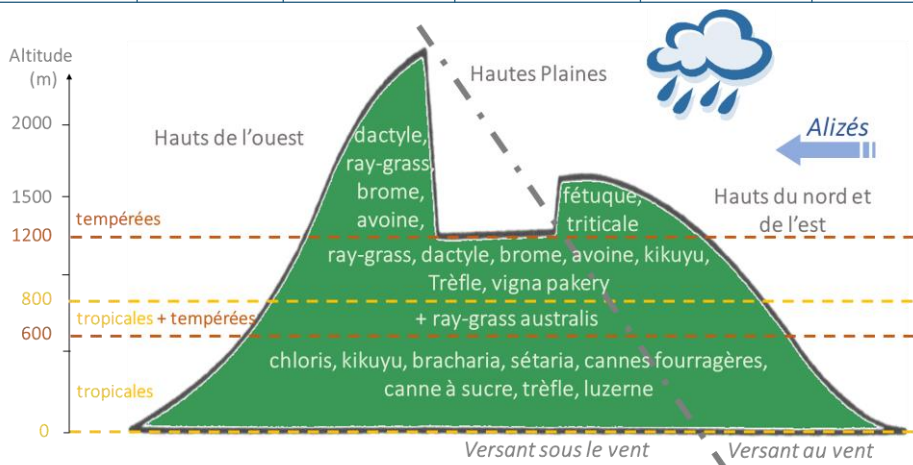 Altitude
(m)
2000
1500
1200
800
600
0
tempérées
tropicales + tempérées
tropicales
Hauts de l'ouest
Hautes Plaines
Alizés
Hauts du nord et
de l'est
dactyle,
ray-grass
brome,
avoine,
fétuque,
triticale
ray-grass, dactyle, brome, avoine, kikuyu,
Trèfle, vigna pakery
+ ray-grass australis
chloris, kikuyu, bracharia, sétaria, cannes fourragères,
canne à sucre, trèfle, luzerne
Versant sous le vent
Versant au vent